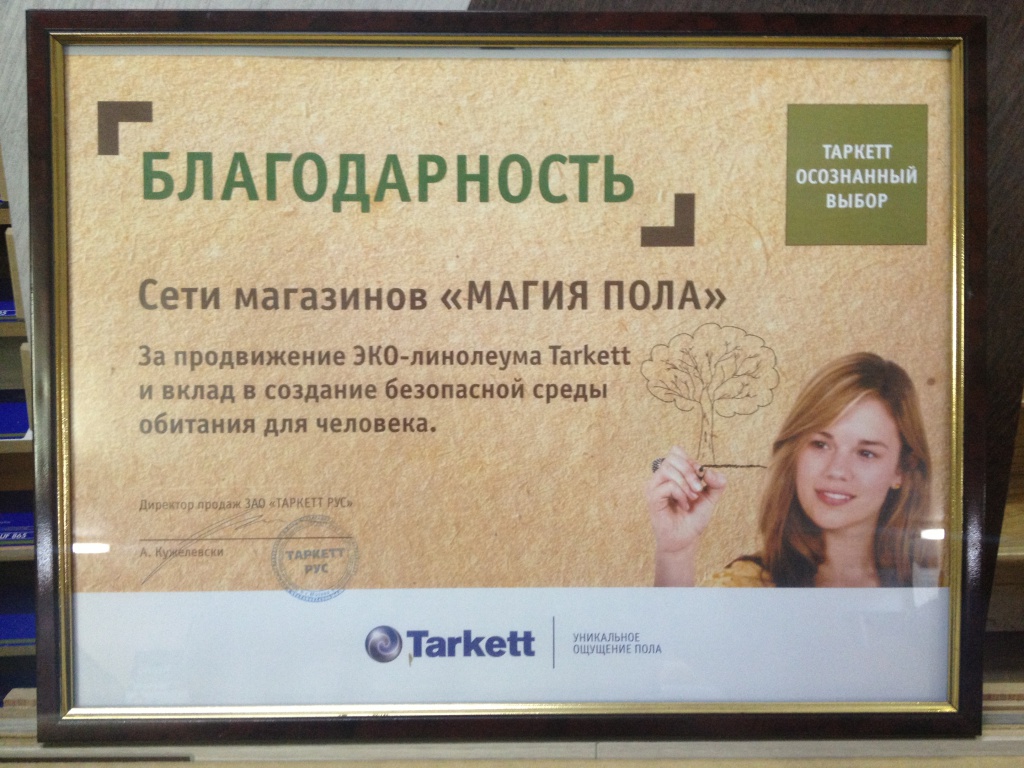 БЛАГОДАРНОСТЬ
ТАРКЕТТ
ОСОЗНАННЫЙ
ВЫБОР
Сети магазинов «МАГИЯ ПОЛА»
За продвижение ЭКО-линолеума Tarkett
и вклад в создание безопасной среды
обитания для человека.
Директор продаж ЗАО «ТАРКЕТТ РУС»
А. Кужелевски
ТАРКЕТТ
РУС
Tarkett
УНИКАЛЬНОЕ
ОЩУЩЕНИЕ ПОЛА